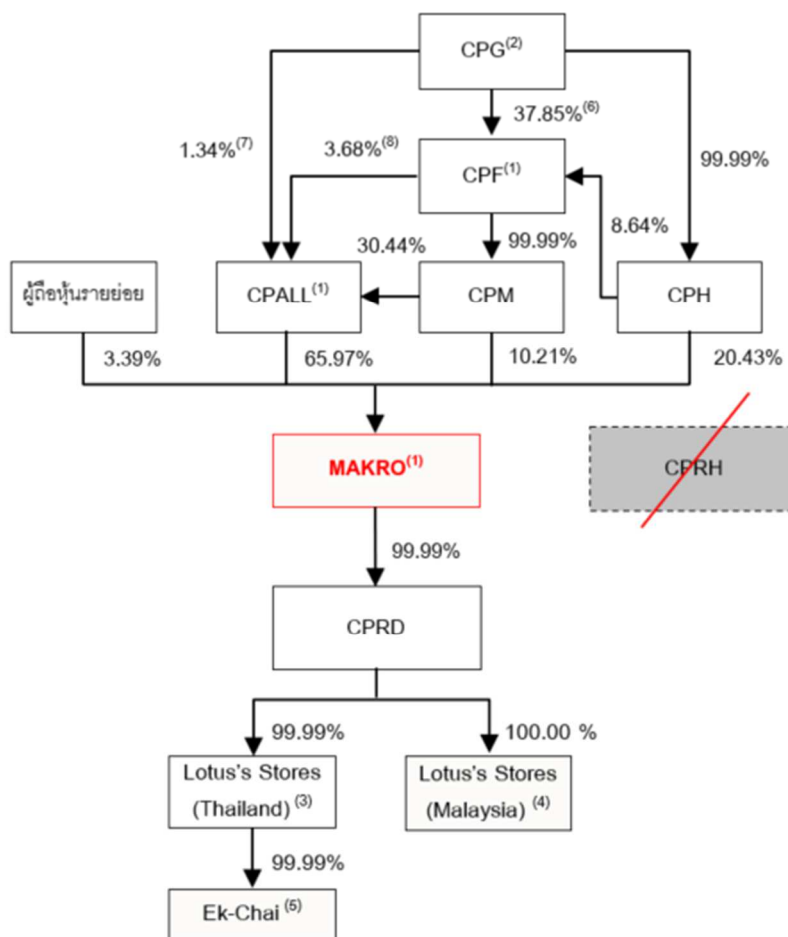 CPG(2)
37.85%(6)
1.34%(7)
3.68%(8)
CPF(1)
99.99%
8.64%
30.44%
99.99%
ผู้ถือหุ้นรายย่อย
CPALL(1)
CPM
CPH
3.39%
65.97%
10.21%
20.43%
MAKRO(1)
CPRH
99.99%
CPRD
99.99%
100.00 %
Lotus's Stores
(Thailand) (3)
Lotus's Stores
(Malaysia) (4)
99.99%
Ek-Chai (5)